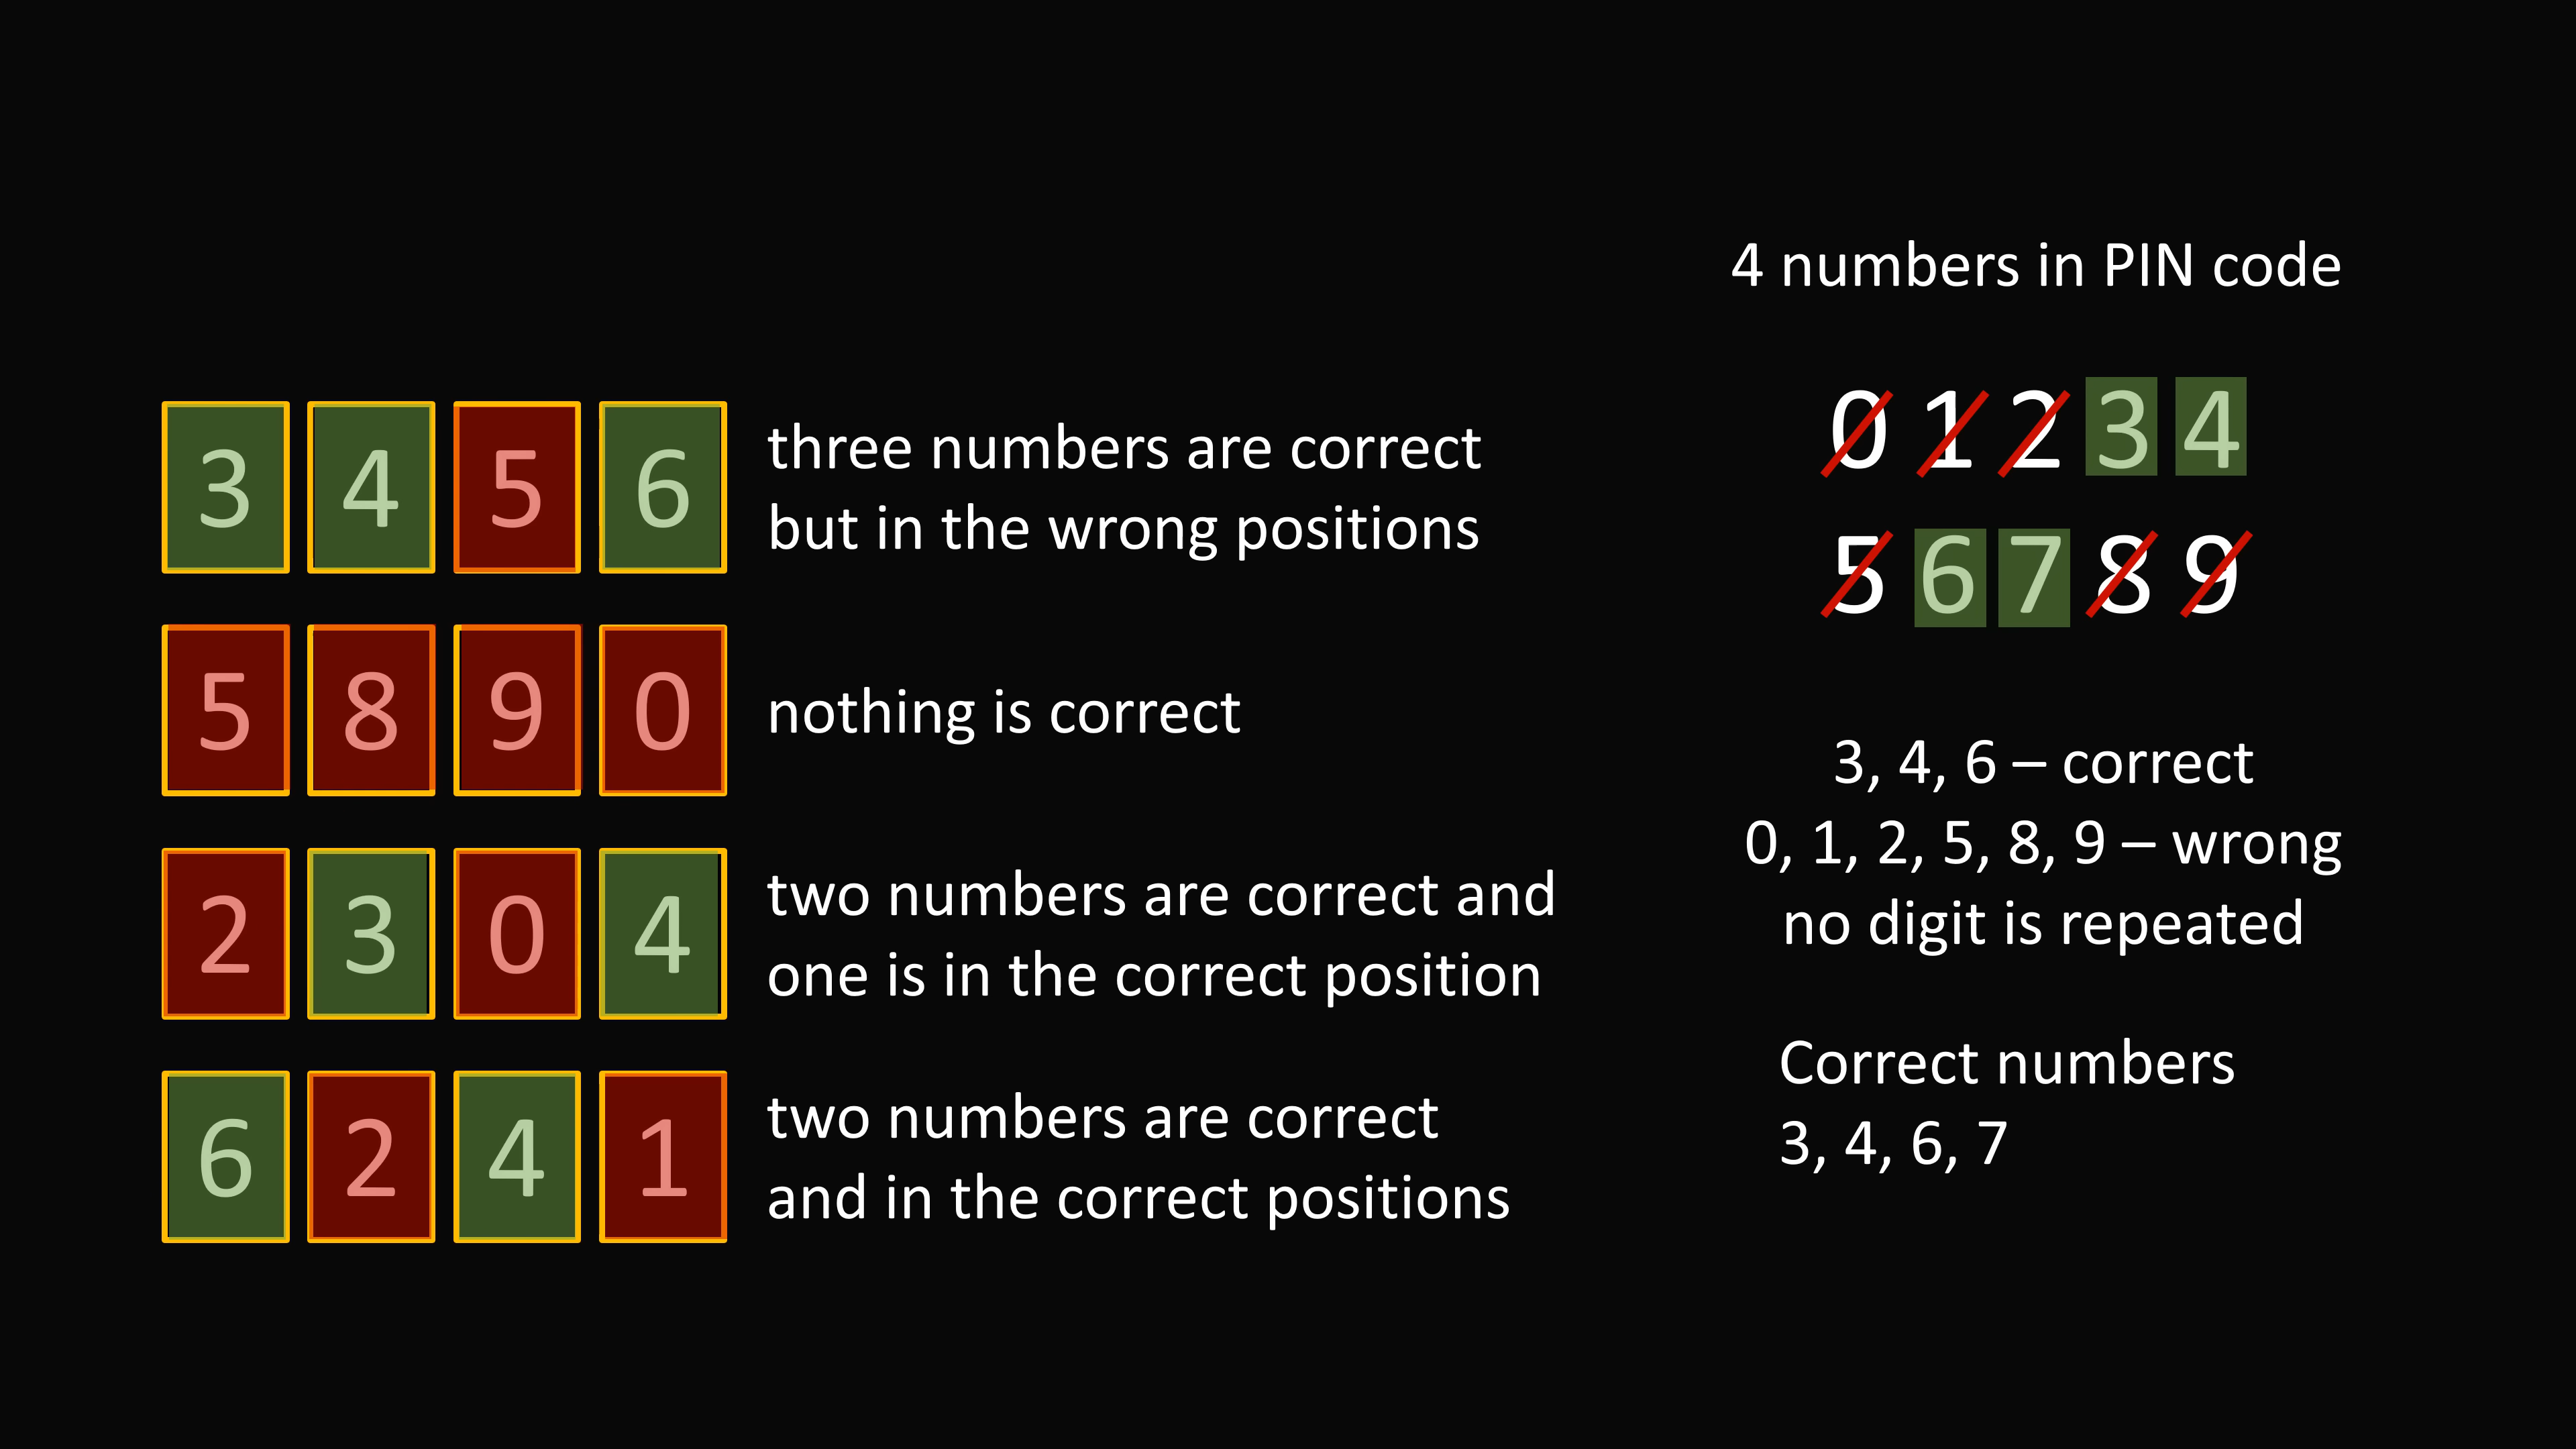 4 numbers in PIN code
3 4 5 6
three numbers are correct
but in the wrong positions
5 8 9 0
nothing is correct
2 3 0 4
two numbers are correct and
one is in the correct position
6 2 4 1
two numbers are correct
and in the correct positions
0 1 2 3 4
5 6 7 8 9
3, 4, 6 – correct
0, 1, 2, 5, 8, 9 – wrong
no digit is repeated
Correct numbers
3, 4, 6, 7